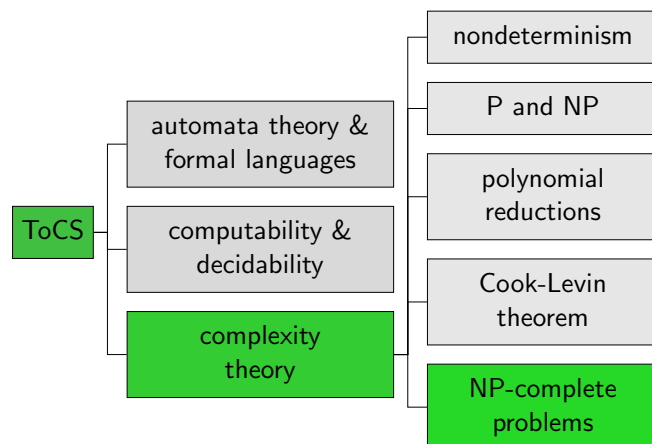 ToCS
automata theory &
formal languages
computability &
decidability
complexity
theory
nondeterminism
P and NP
polynomial
reductions
Cook-Levin
theorem
NP-complete
problems